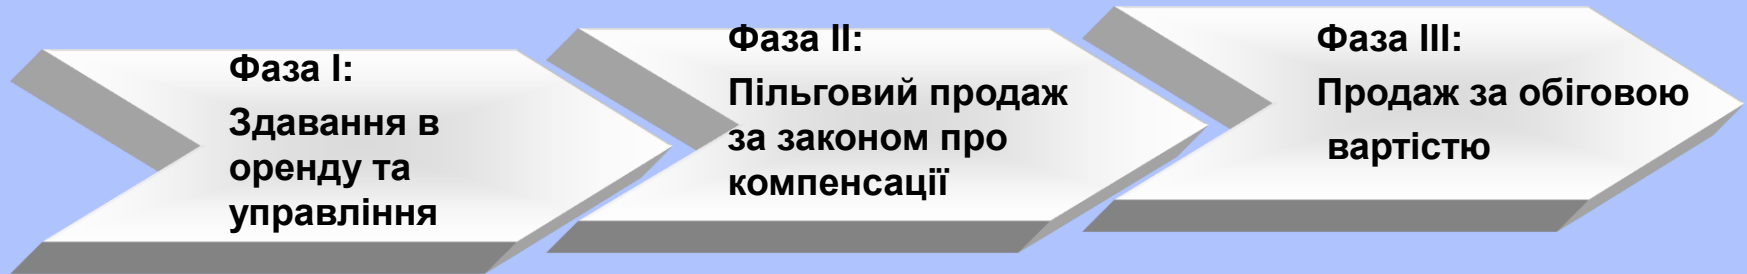 Фаза I:
Здавання в
оренду та
управління
Фаза II:
Пільговий продаж
за законом про
компенсації
Фаза III:
Продаж за обіговою
вартістю